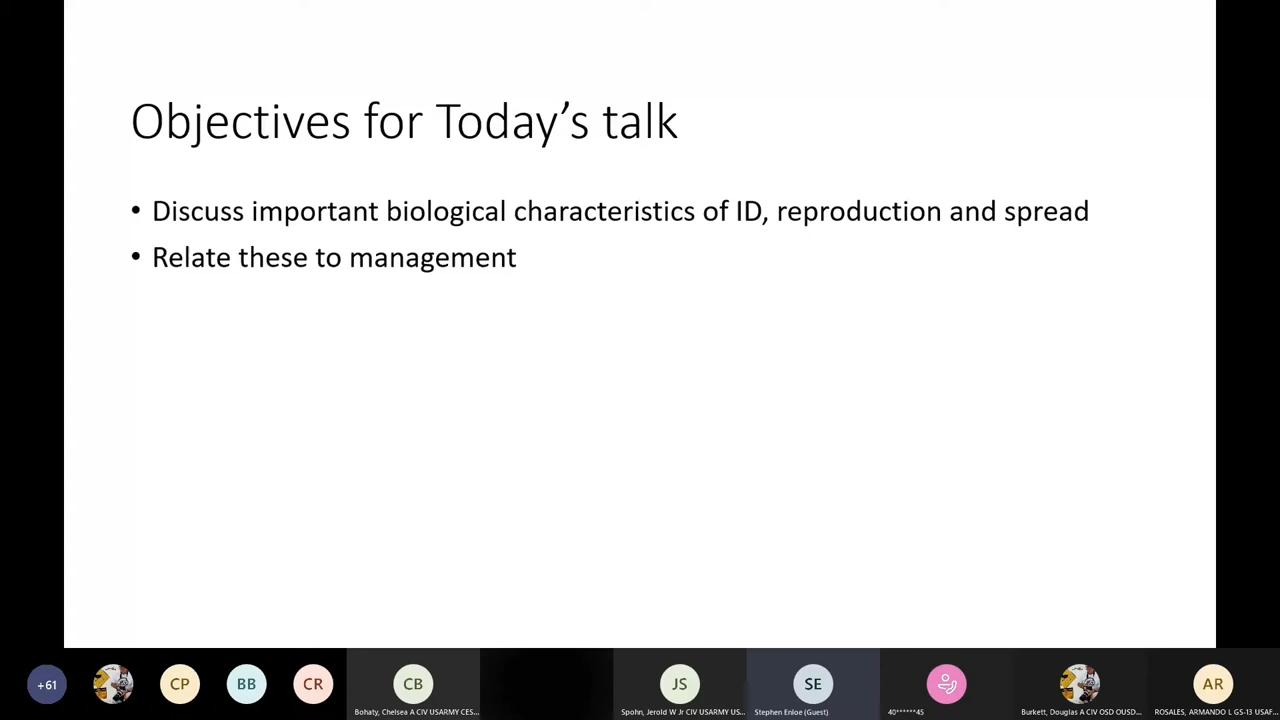 Objectives for Today's talk
• Discuss important biological characteristics of ID, reproduction and spread
• Relate these to management
+61
CP
BB
CR
CB
JS
SE
AR
Bohaty, Chelsea A CIV USARMY CES...
Spohn, Jerold W Jr CIV USARMY US...
Stephen Enloe (Guest)
40******45
Burkett, Douglas A CIV OSD OUSD...
ROSALES, ARMANDO L GS-13 USAF...